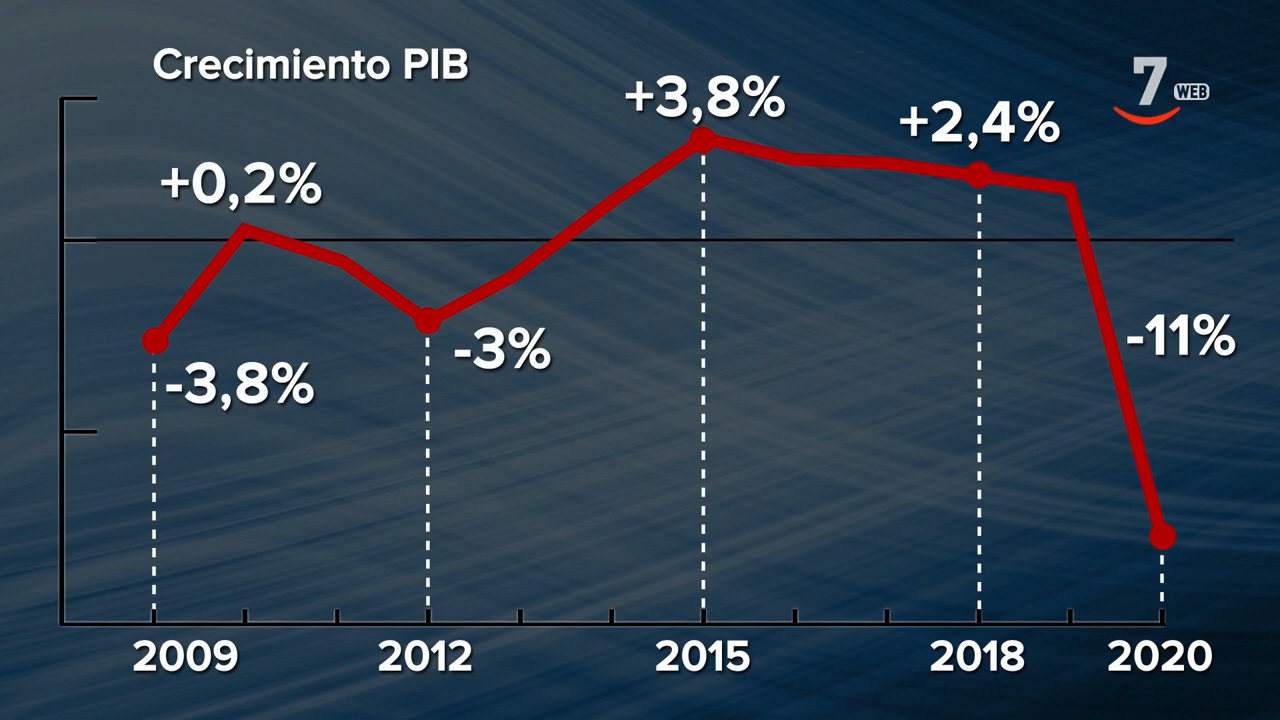 Crecimiento PIB
7 WEB
+3,8%
+2,4%
+0,2%
-11%
-3%
-3,8%
2009 2012 2015 2018 2020